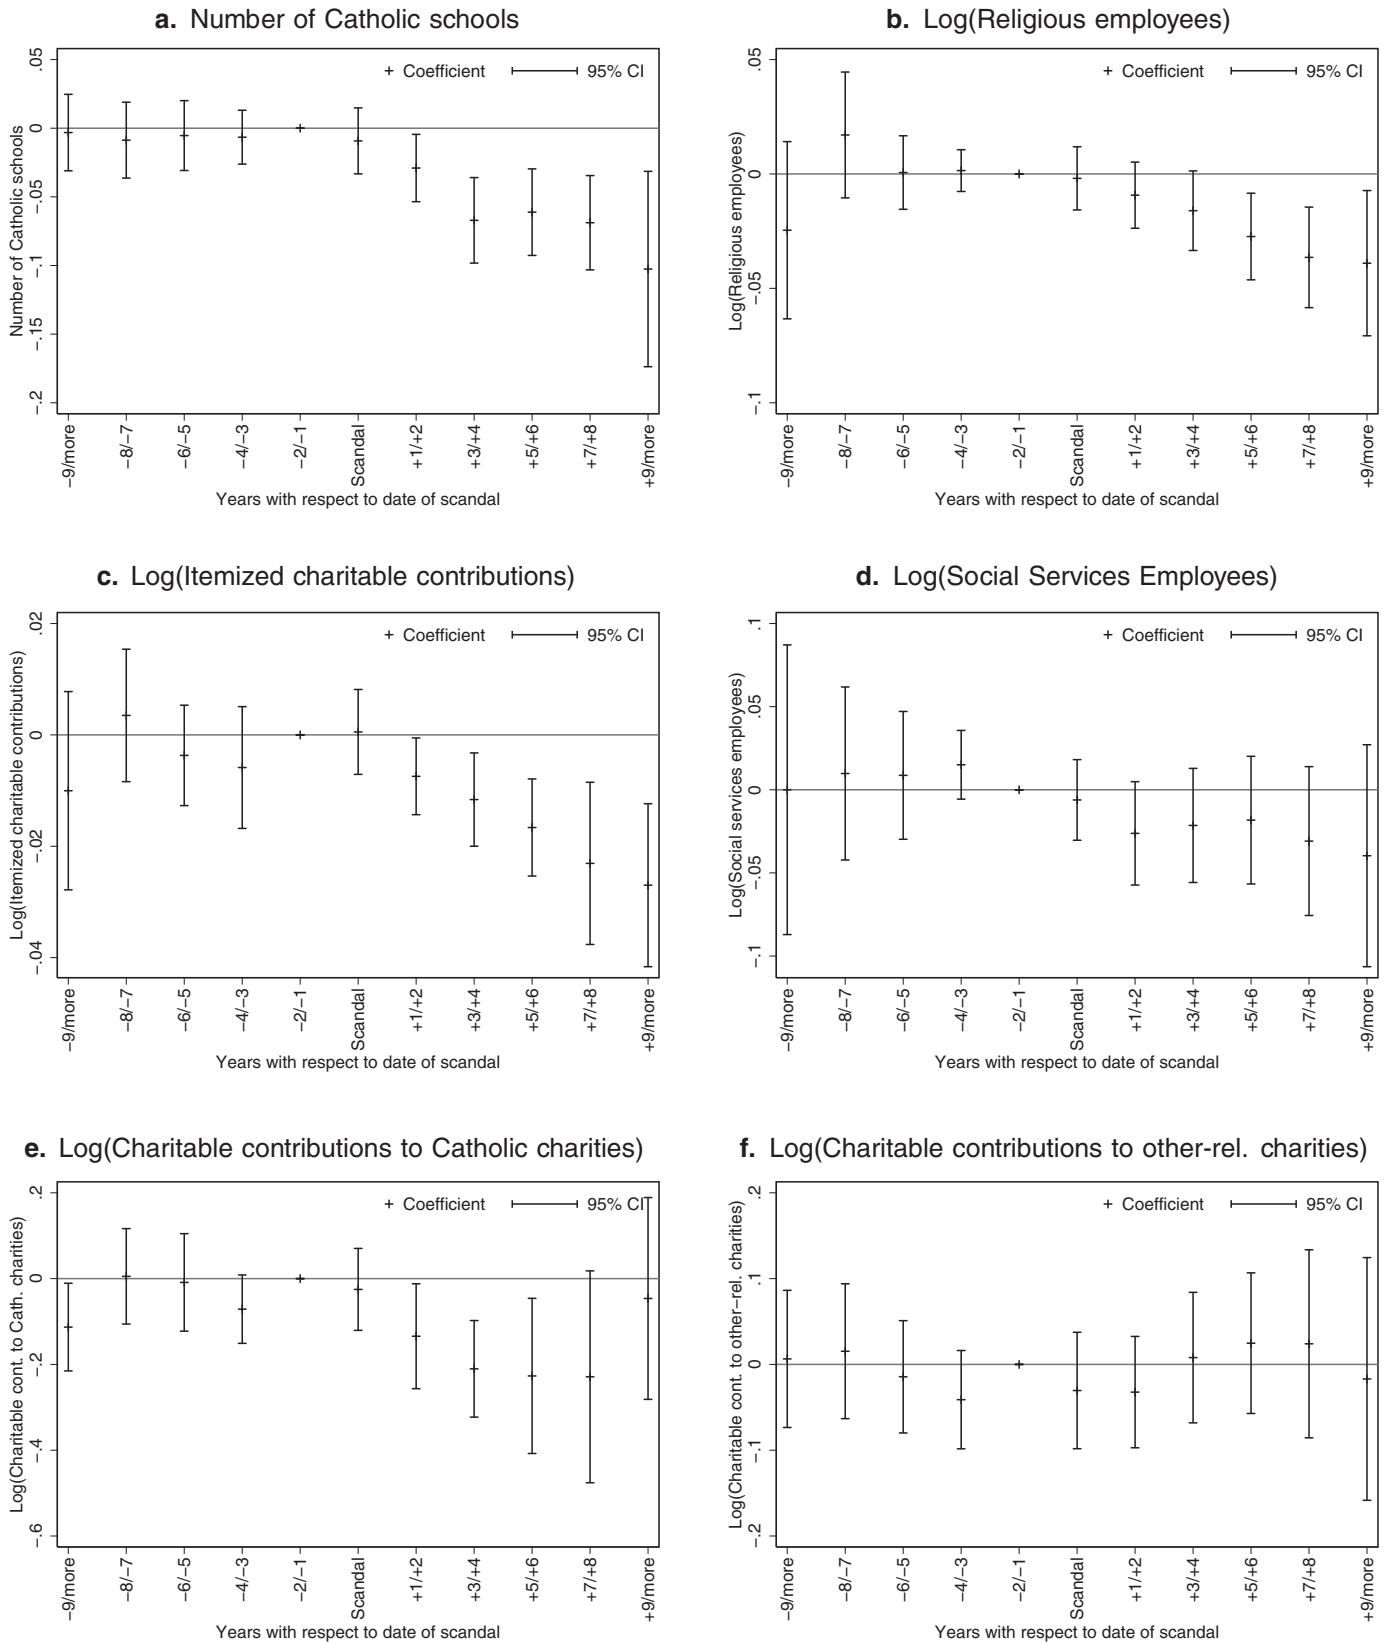 a. Number of Catholic schools
Number of Catholic schools
.05
0
−.05
−.1
−.15
−.2
+ Coefficient 95% CI
−9/more −8/−7 −6/−5 −4/−3 −2/−1 Scandal +1/+2 +3/+4 +5/+6 +7/+8 +9/more
Years with respect to date of scandal
b. Log(Religious employees)
Log(Religious employees)
.05
0
−.05
−.1
+ Coefficient 95% CI
−9/more −8/−7 −6/−5 −4/−3 −2/−1 Scandal +1/+2 +3/+4 +5/+6 +7/+8 +9/more
Years with respect to date of scandal
c. Log(Itemized charitable contributions)
Log(Itemized charitable contributions)
.02
0
−.02
−.04
+ Coefficient 95% CI
−9/more −8/−7 −6/−5 −4/−3 −2/−1 Scandal +1/+2 +3/+4 +5/+6 +7/+8 +9/more
Years with respect to date of scandal
d. Log(Social Services Employees)
Log(Social services employees)
.1
.05
0
−.05
−.1
+ Coefficient 95% CI
−9/more −8/−7 −6/−5 −4/−3 −2/−1 Scandal +1/+2 +3/+4 +5/+6 +7/+8 +9/more
Years with respect to date of scandal
e. Log(Charitable contributions to Catholic charities)
Log(Charitable cont. to Cath. charities)
.2
0
−.2
−.4
−.6
+ Coefficient 95% CI
−9/more −8/−7 −6/−5 −4/−3 −2/−1 Scandal +1/+2 +3/+4 +5/+6 +7/+8 +9/more
Years with respect to date of scandal
f. Log(Charitable contributions to other-rel. charities)
Log(Charitable cont. to other−rel. charities)
.2
.1
0
−.1
−.2
+ Coefficient 95% CI
−9/more −8/−7 −6/−5 −4/−3 −2/−1 Scandal +1/+2 +3/+4 +5/+6 +7/+8 +9/more
Years with respect to date of scandal